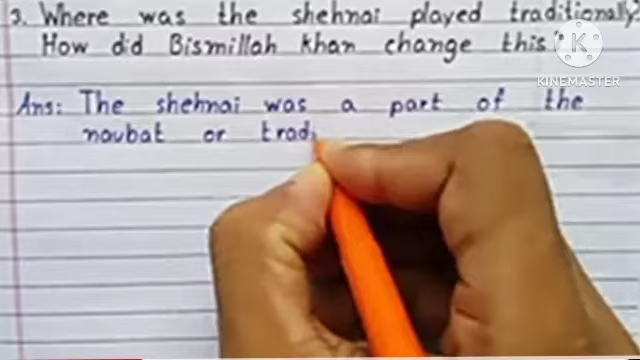 3. Where was the shehnai played traditionally?
How did Bismillah Khan change this?
KINEMASTER
Ans: The shehnai was a part of the
naubat or trad